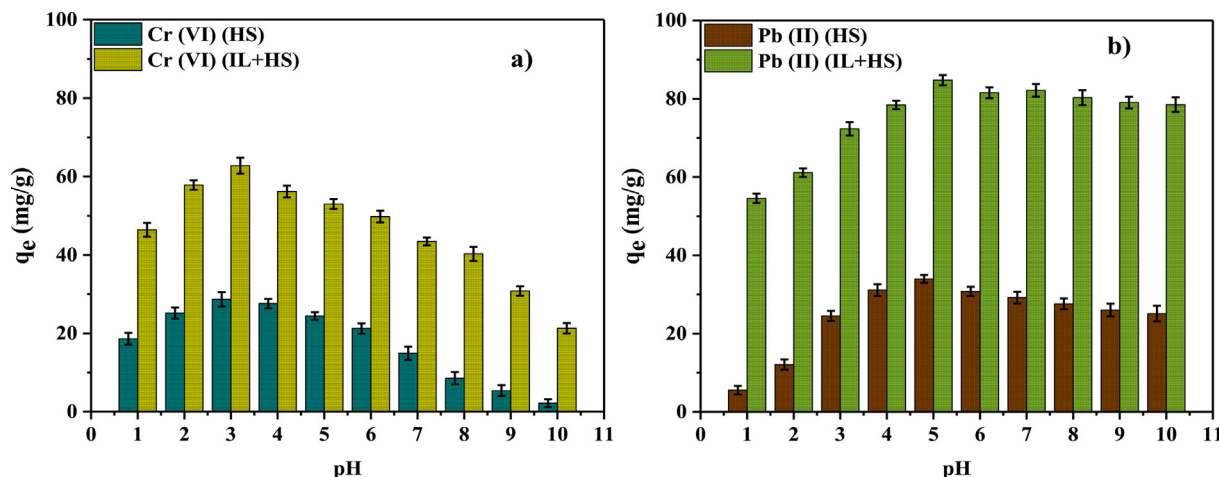 Cr (VI) (HS)
Cr (VI) (IL+HS)
a)
100
80
60
40
20
0
qe (mg/g)
0 1 2 3 4 5 6 7 8 9 10 11
pH
Pb (II) (HS)
Pb (II) (IL+HS)
b)
100
80
60
40
20
0
qe (mg/g)
0 1 2 3 4 5 6 7 8 9 10 11
pH